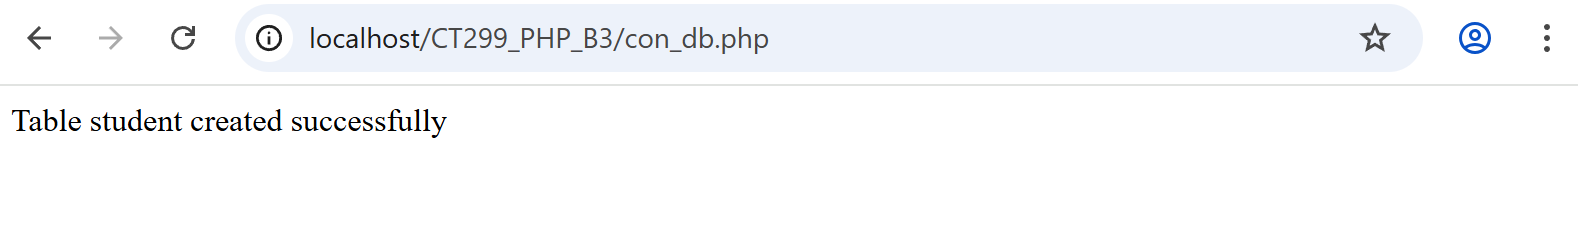 localhost/CT299_PHP_B3/con_db.php
Table student created successfully